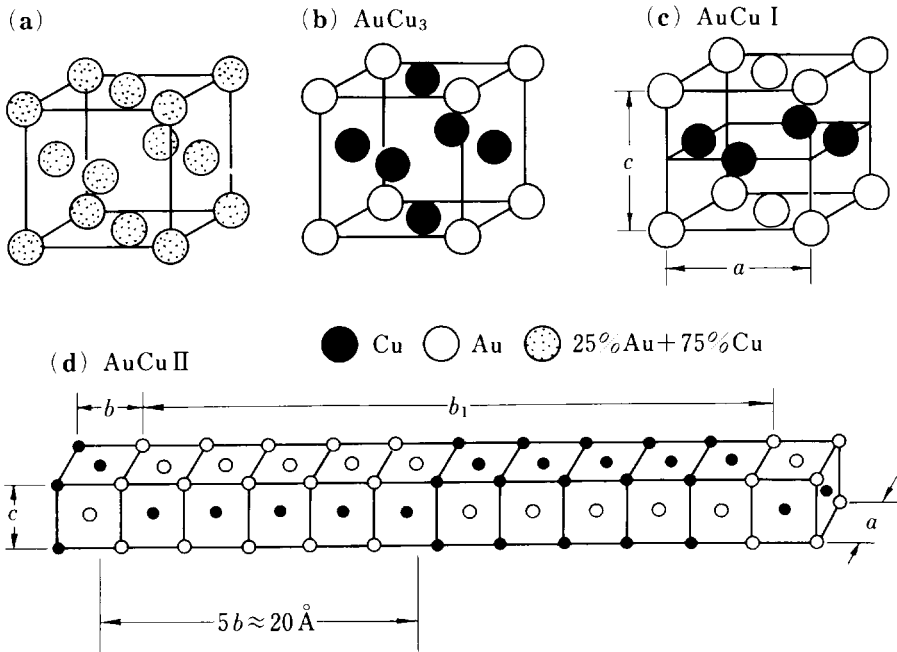 (a)
(b) AuCu₃
(c) AuCu I
c
a
Cu
Au
25%Au+75%Cu
(d) AuCu II
b
b₁
c
a
5b≈20 Å